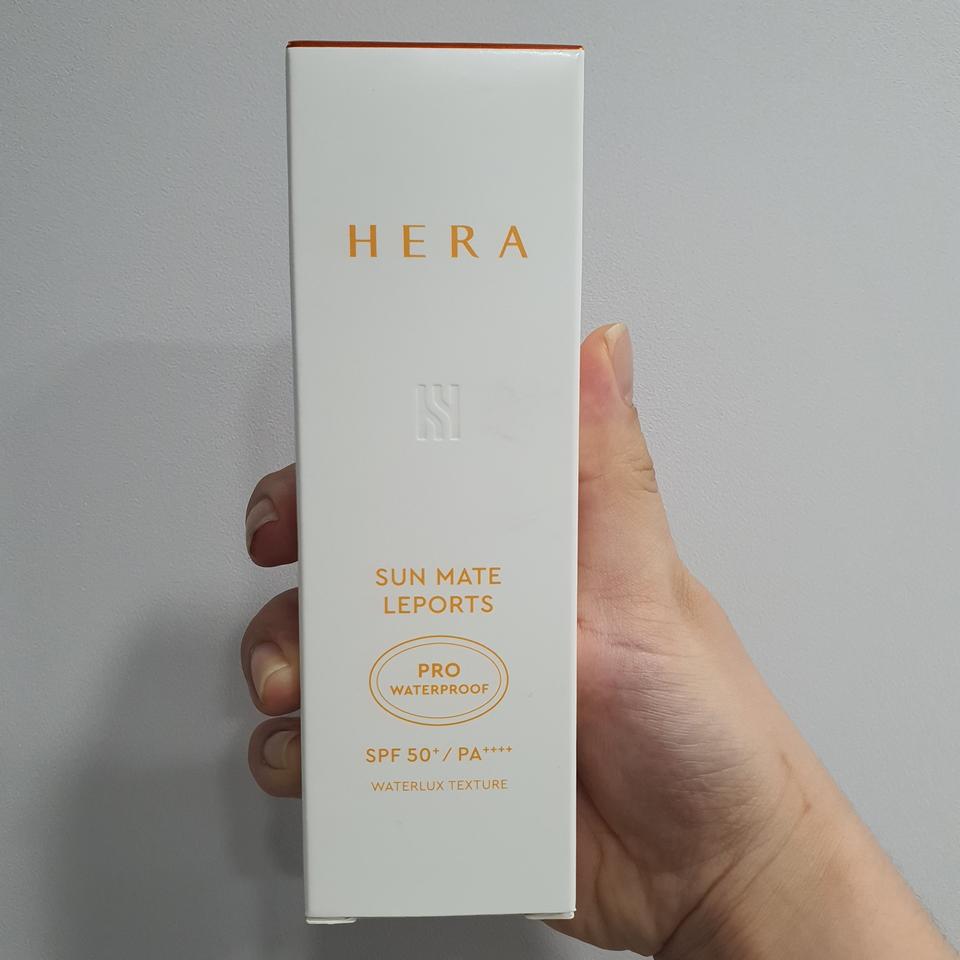 HERA
SUN MATE
LEPORTS
PRO
WATERPROOF
SPF 50⁺ / PA⁺⁺⁺⁺
WATERLUX TEXTURE